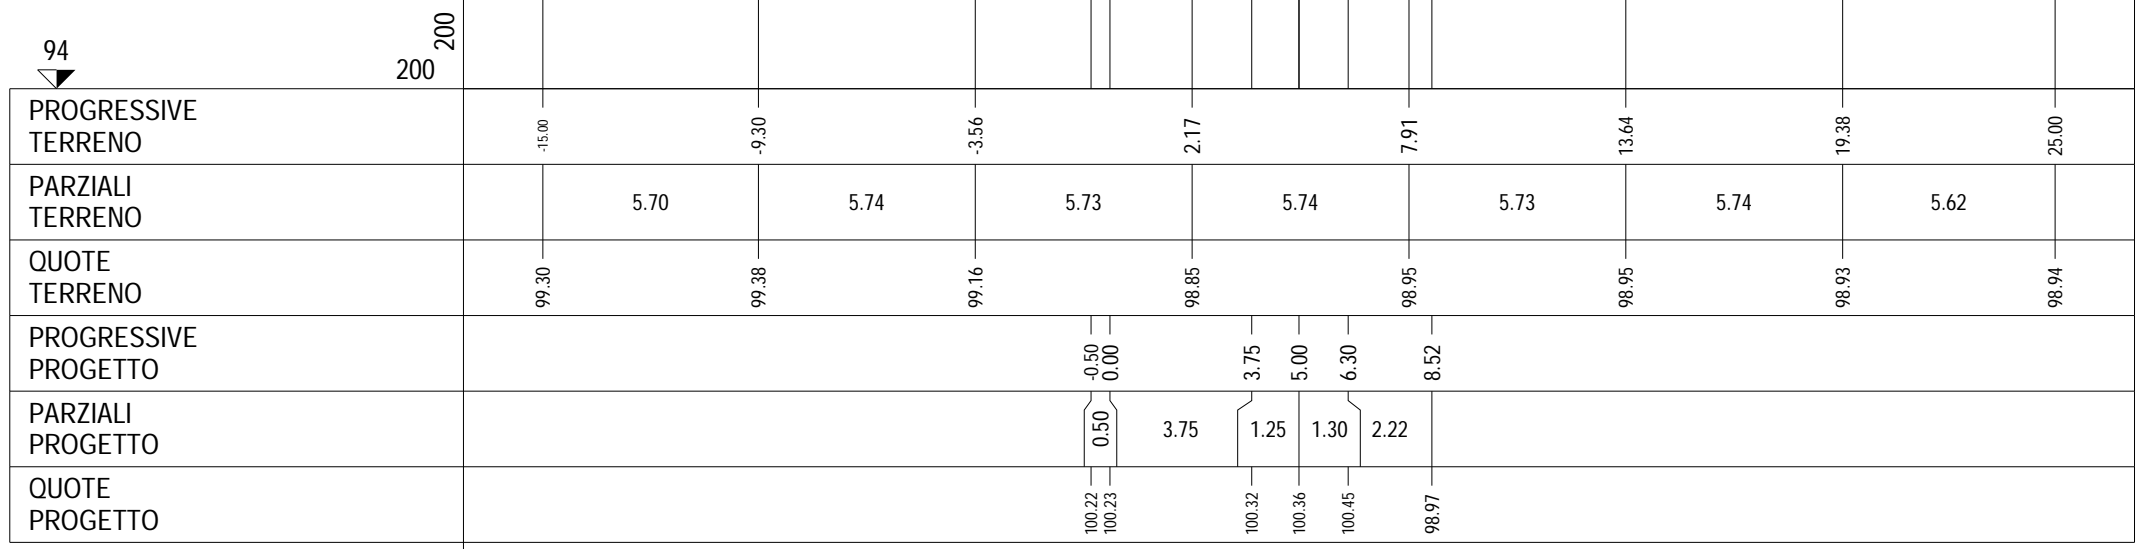 200
94
200
PROGRESSIVE
TERRENO
-15.00 -9.30 -3.56 2.17 7.91 13.64 19.38 25.00
PARZIALI
TERRENO
5.70 5.74 5.73 5.74 5.73 5.74 5.62
QUOTE
TERRENO
99.30 99.38 99.16 98.85 98.95 98.95 98.93 98.94
PROGRESSIVE
PROGETTO
-0.50 0.00 3.75 5.00 6.30 8.52
PARZIALI
PROGETTO
0.50 3.75 1.25 1.30 2.22
QUOTE
PROGETTO
100.22 100.23 100.32 100.36 100.45 98.97